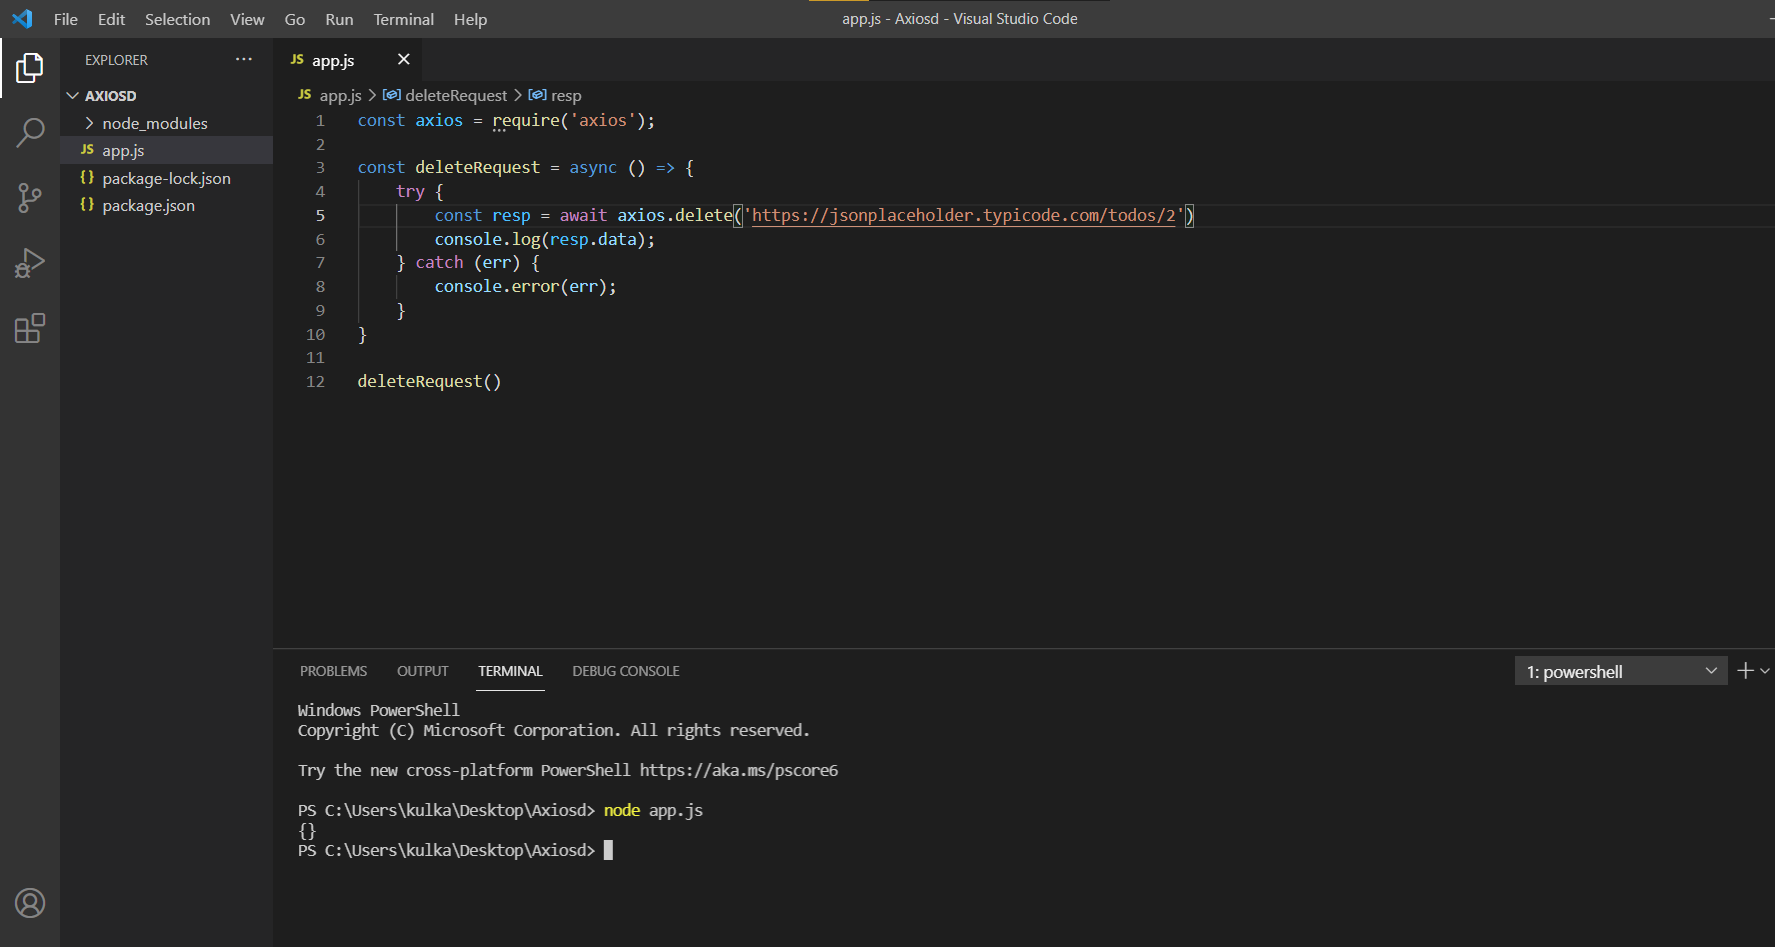 File Edit Selection View Go Run Terminal Help
app.js - Axiosd - Visual Studio Code
EXPLORER ···
AXIOSD
node_modules
JS app.js
{} package-lock.json
{} package.json
JS app.js
JS app.js > deleteRequest > resp
1 const axios = require('axios');
2
3 const deleteRequest = async () => {
4 try {
5 const resp = await axios.delete('https://jsonplaceholder.typicode.com/todos/2')
6 console.log(resp.data);
7 } catch (err) {
8 console.error(err);
9 }
10 }
11
12 deleteRequest()
PROBLEMS OUTPUT TERMINAL DEBUG CONSOLE
1: powershell
Windows PowerShell
Copyright (C) Microsoft Corporation. All rights reserved.
Try the new cross-platform PowerShell https://aka.ms/pscore6
PS C:\Users\kulka\Desktop\Axiosd> node app.js
{}
PS C:\Users\kulka\Desktop\Axiosd>